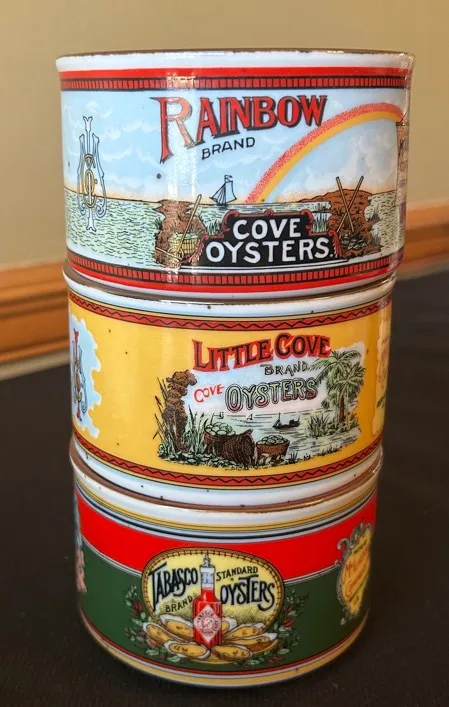 RAINBOW
BRAND
COVE
OYSTERS
LITTLE COVE
BRAND
COVE OYSTERS
TABASCO STANDARD
BRAND OYSTERS